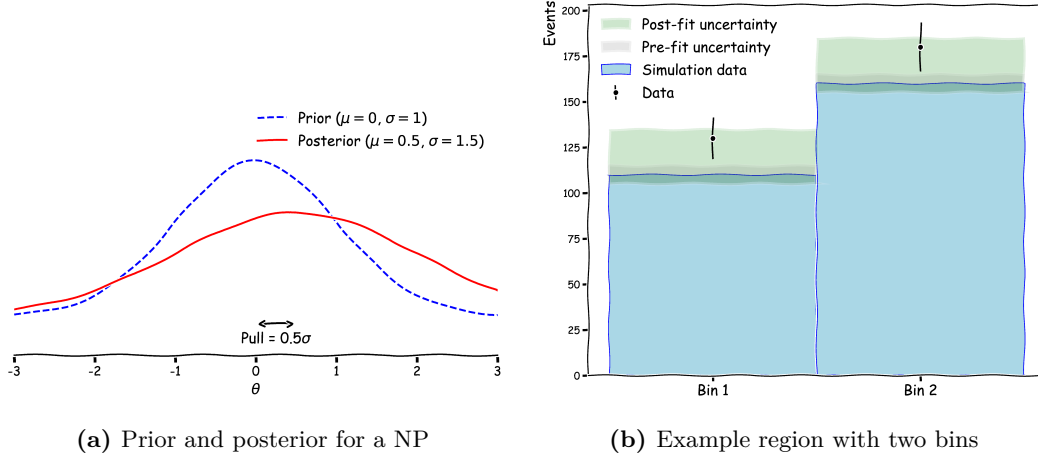 Prior (μ = 0, σ = 1)
Posterior (μ = 0.5, σ = 1.5)
Pull = 0.5σ
-3 -2 -1 0 1 2 3
θ
(a) Prior and posterior for a NP
Events
200
175
150
125
100
75
50
25
0
Post-fit uncertainty
Pre-fit uncertainty
Simulation data
Data
Bin 1 Bin 2
(b) Example region with two bins